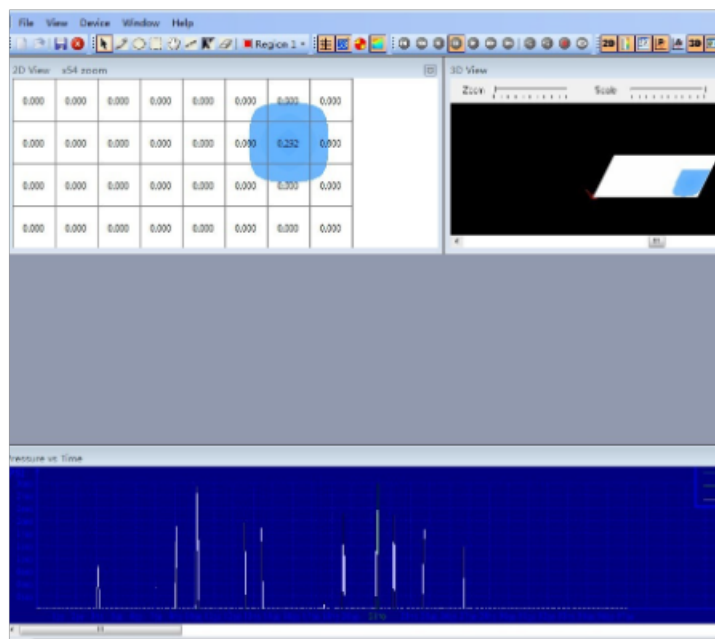 File View Device Window Help
Region 1
2D View x54 zoom
3D View
Zoom Scale
0.000 0.000 0.000 0.000 0.000 0.000 0.000 0.000
0.000 0.000 0.000 0.000 0.000 0.000 0.232 0.000
0.000 0.000 0.000 0.000 0.000 0.000 0.000 0.000
0.000 0.000 0.000 0.000 0.000 0.000 0.000 0.000
Pressure vs Time